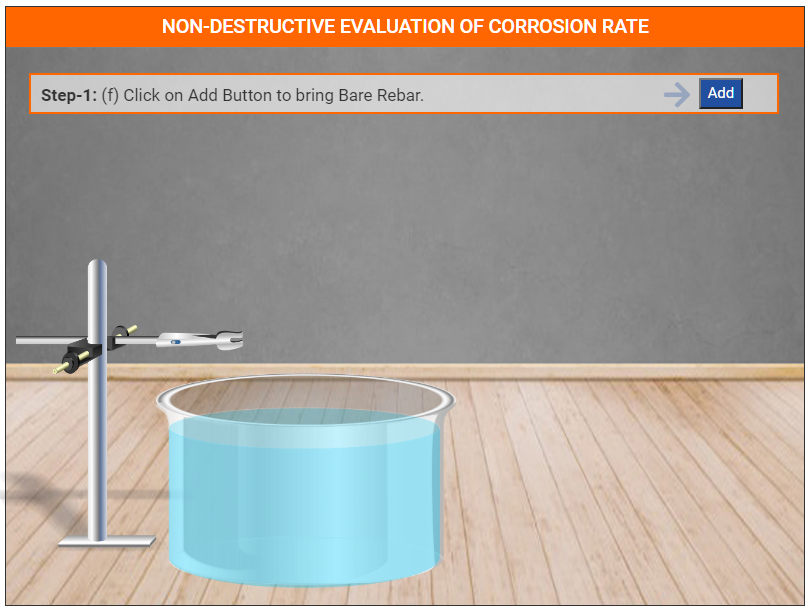 NON-DESTRUCTIVE EVALUATION OF CORROSION RATE
Step-1: (f) Click on Add Button to bring Bare Rebar.
Add